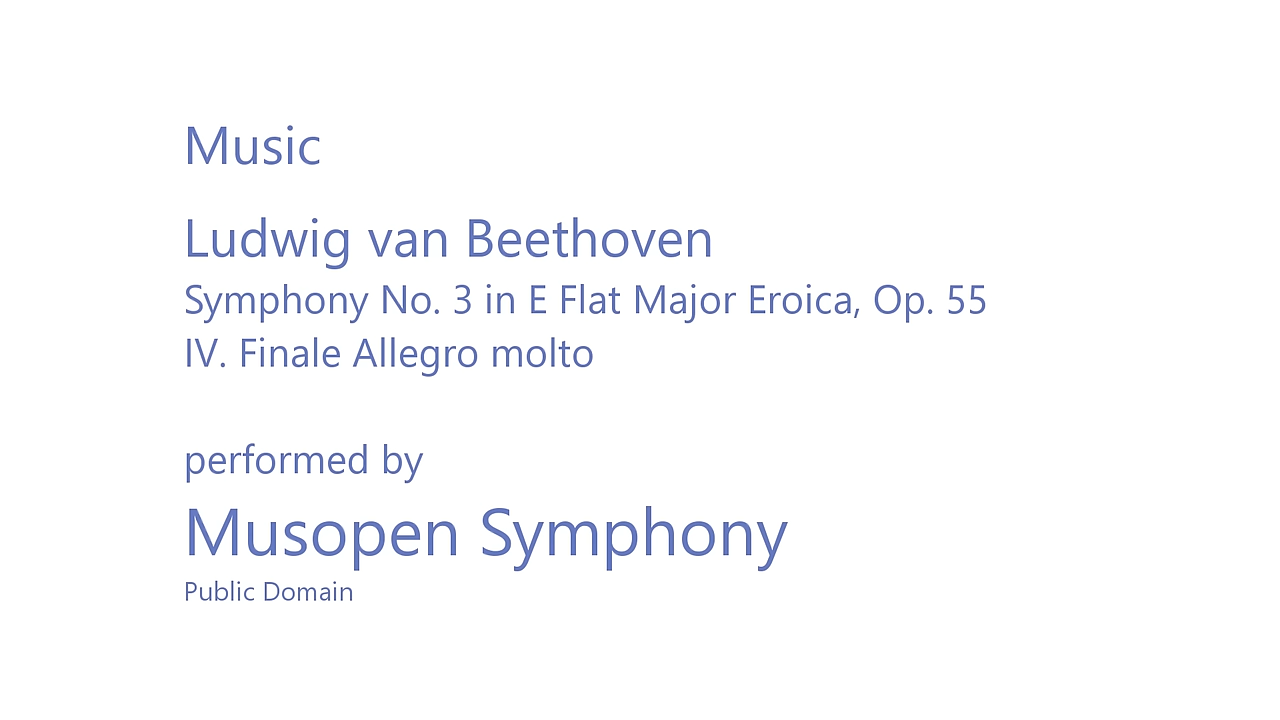 Music
Ludwig van Beethoven
Symphony No. 3 in E Flat Major Eroica, Op. 55
IV. Finale Allegro molto
performed by
Musopen Symphony
Public Domain